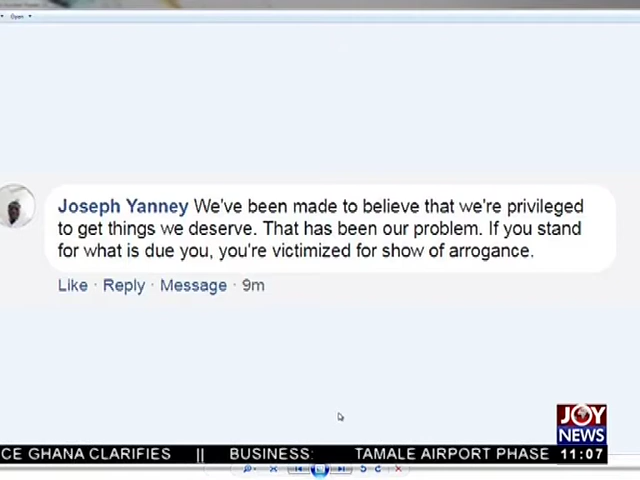 Open
Joseph Yanney We've been made to believe that we're privileged
to get things we deserve. That has been our problem. If you stand
for what is due you, you're victimized for show of arrogance.
Like · Reply · Message · 9m
JOY
NEWS
CE GHANA CLARIFIES || BUSINESS: TAMALE AIRPORT PHASE 11:07